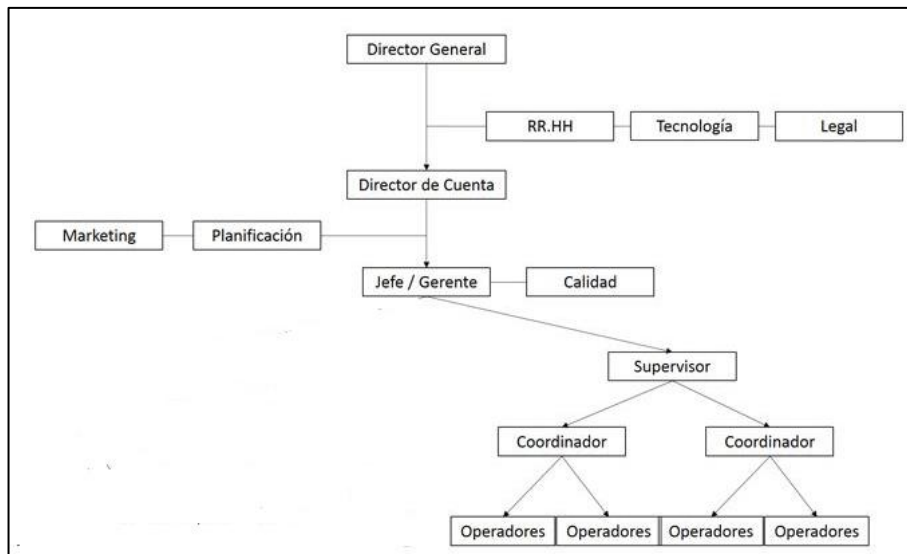 Director General
RR.HH
Tecnología
Legal
Director de Cuenta
Marketing
Planificación
Jefe / Gerente
Calidad
Supervisor
Coordinador
Coordinador
Operadores
Operadores
Operadores
Operadores